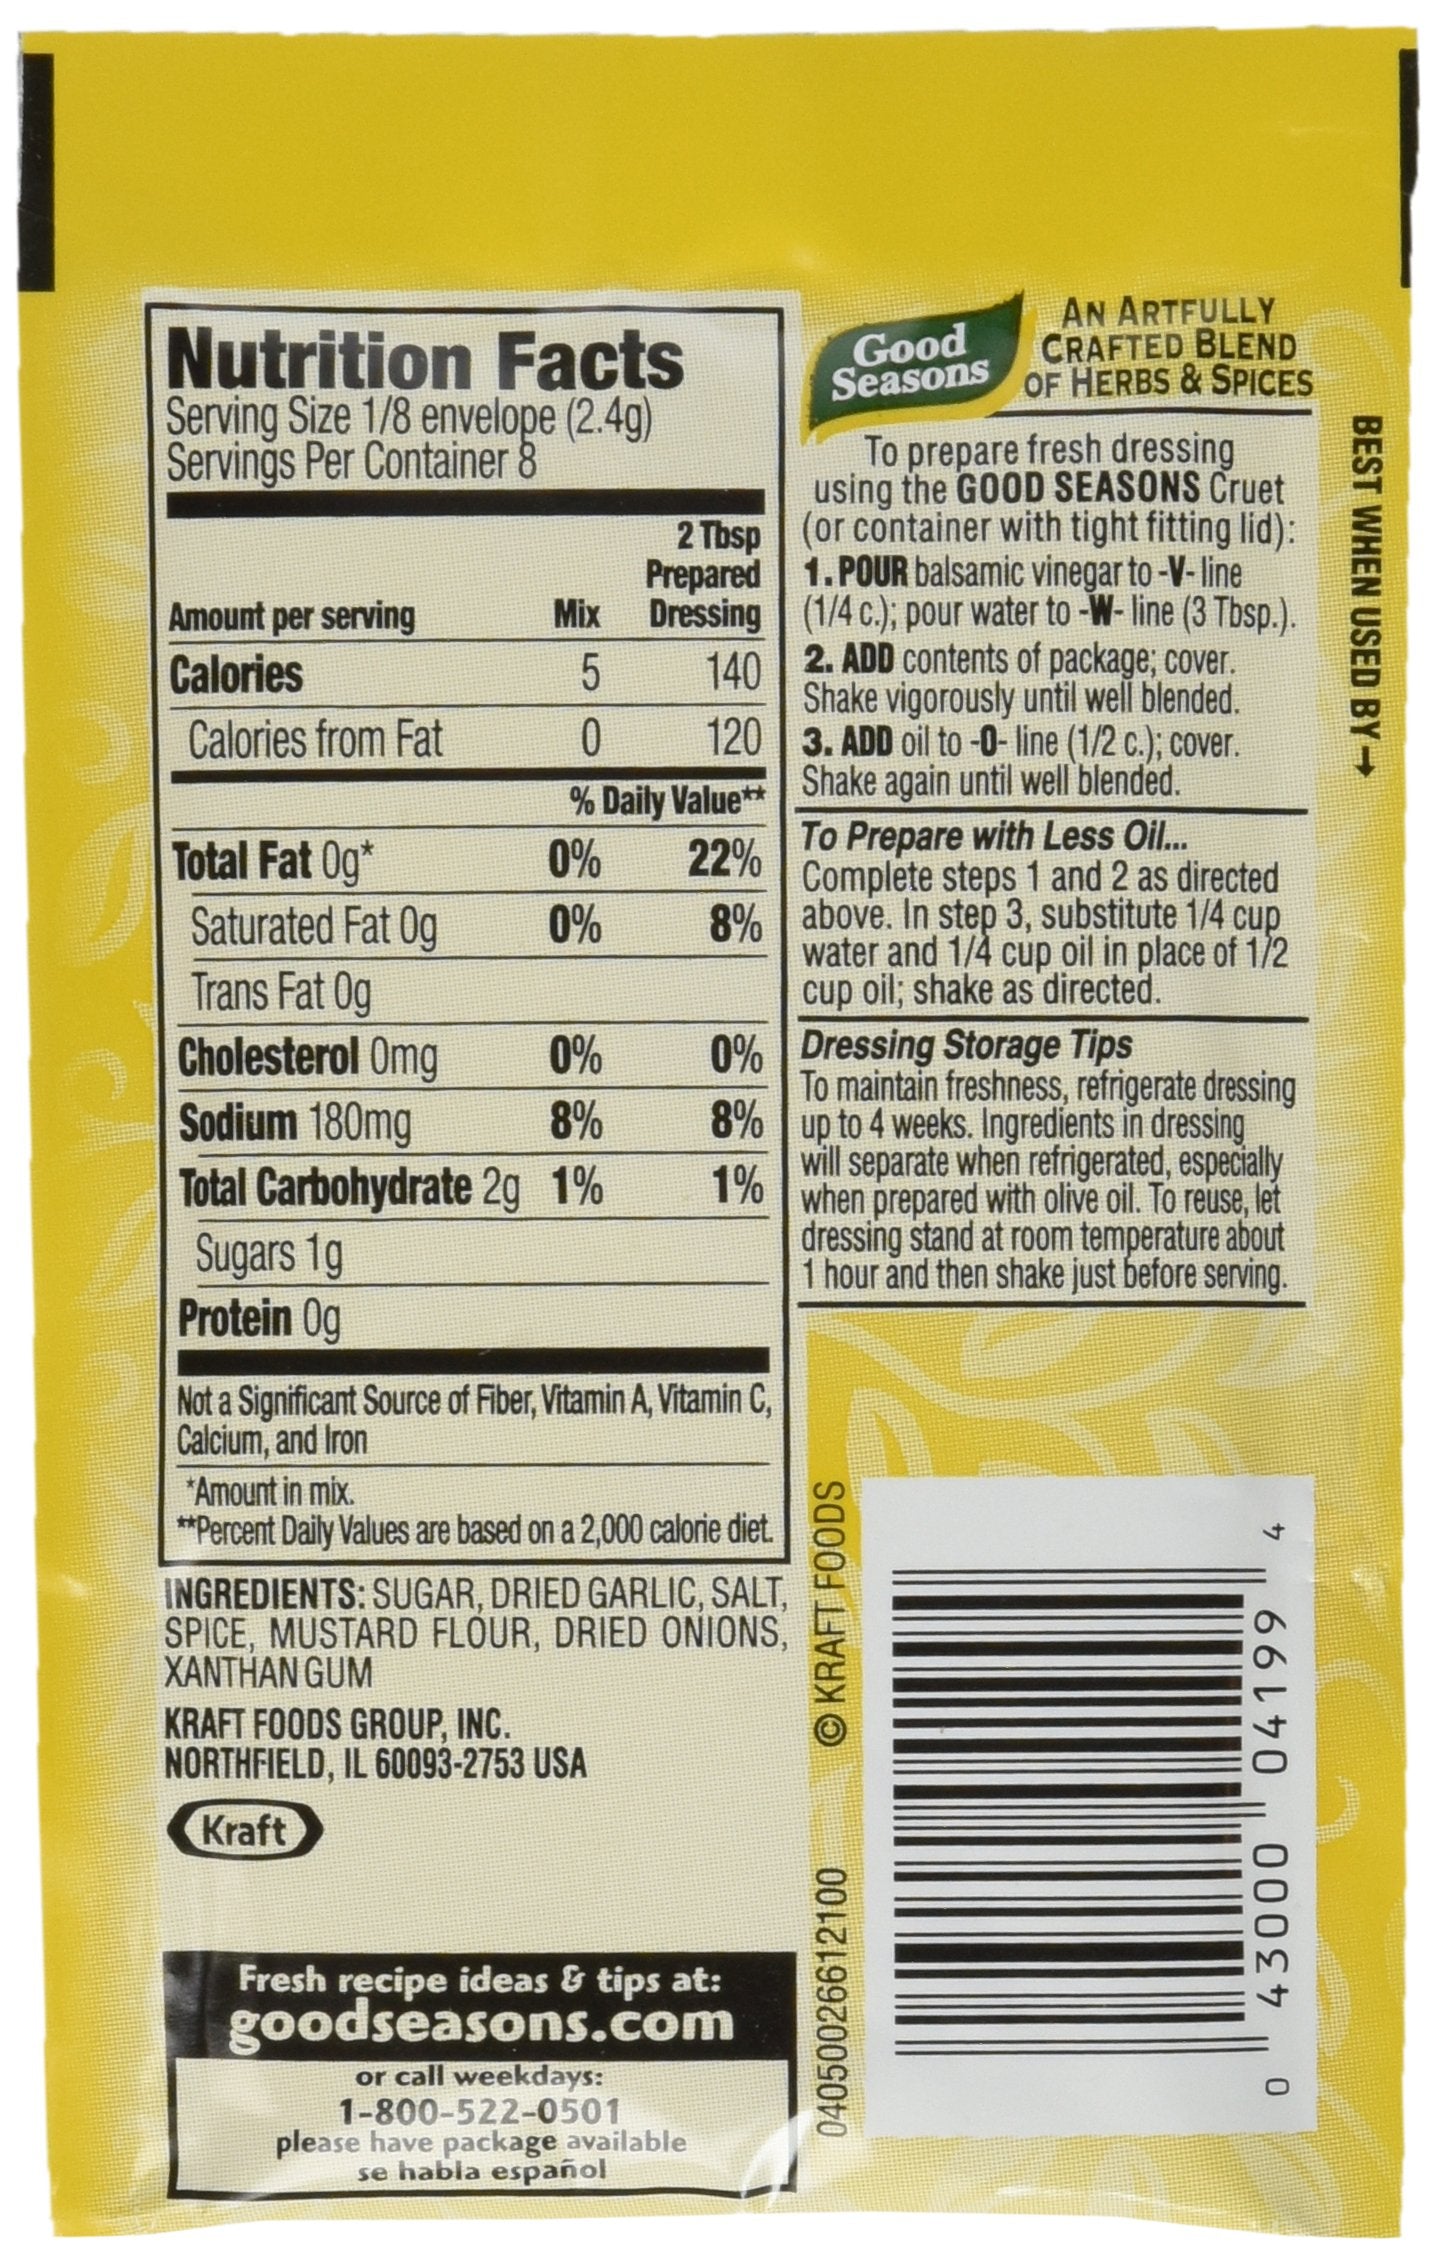 Nutrition Facts
Serving Size 1/8 envelope (2.4g)
Servings Per Container 8
2 Tbsp
Prepared
Amount per serving Mix Dressing
Calories 5 140
Calories from Fat 0 120
% Daily Value**
Total Fat 0g* 0% 22%
Saturated Fat 0g 0% 8%
Trans Fat 0g
Cholesterol 0mg 0% 0%
Sodium 180mg 8% 8%
Total Carbohydrate 2g 1% 1%
Sugars 1g
Protein 0g
Not a Significant Source of Fiber, Vitamin A, Vitamin C,
Calcium, and Iron
*Amount in mix.
**Percent Daily Values are based on a 2,000 calorie diet.
INGREDIENTS: SUGAR, DRIED GARLIC, SALT,
SPICE, MUSTARD FLOUR, DRIED ONIONS,
XANTHAN GUM
KRAFT FOODS GROUP, INC.
NORTHFIELD, IL 60093-2753 USA
Kraft
Fresh recipe ideas & tips at:
goodseasons.com
or call weekdays:
1-800-522-0501
please have package available
se habla español
Good
Seasons
AN ARTFULLY
CRAFTED BLEND
OF HERBS & SPICES
To prepare fresh dressing
using the GOOD SEASONS Cruet
(or container with tight fitting lid):
1. POUR balsamic vinegar to -V- line
(1/4 c.); pour water to -W- line (3 Tbsp.).
2. ADD contents of package; cover.
Shake vigorously until well blended.
3. ADD oil to -O- line (1/2 c.); cover.
Shake again until well blended.
To Prepare with Less Oil...
Complete steps 1 and 2 as directed
above. In step 3, substitute 1/4 cup
water and 1/4 cup oil in place of 1/2
cup oil; shake as directed.
Dressing Storage Tips
To maintain freshness, refrigerate dressing
up to 4 weeks. Ingredients in dressing
will separate when refrigerated, especially
when prepared with olive oil. To reuse, let
dressing stand at room temperature about
1 hour and then shake just before serving.
BEST WHEN USED BY →
© KRAFT FOODS
04050026612100
0 43000 04199 4